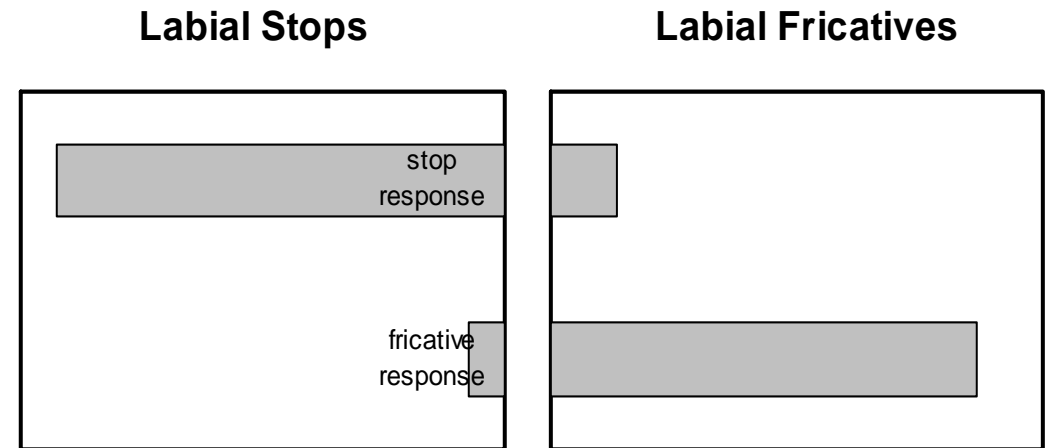 Labial Stops
Labial Fricatives
stop
response
fricative
response